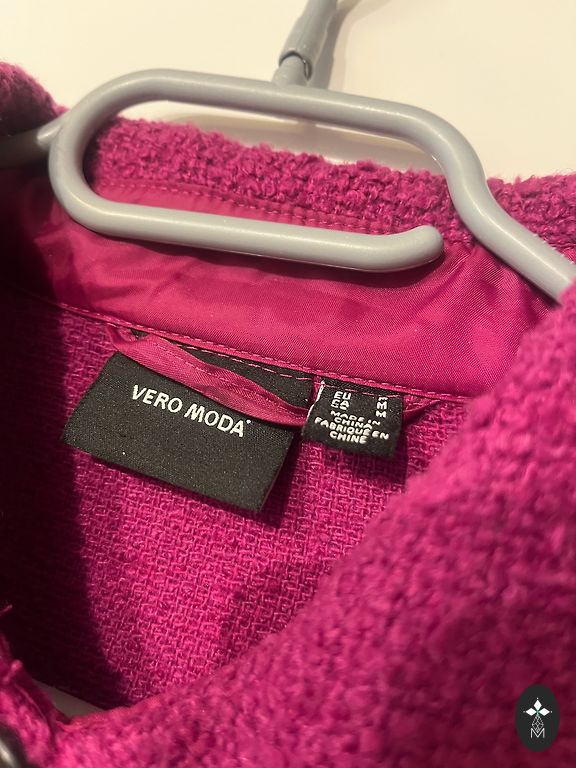 VERO MODA
EU M
CA M
MADE IN
CHINA
FABRIQUÉ EN
CHINE